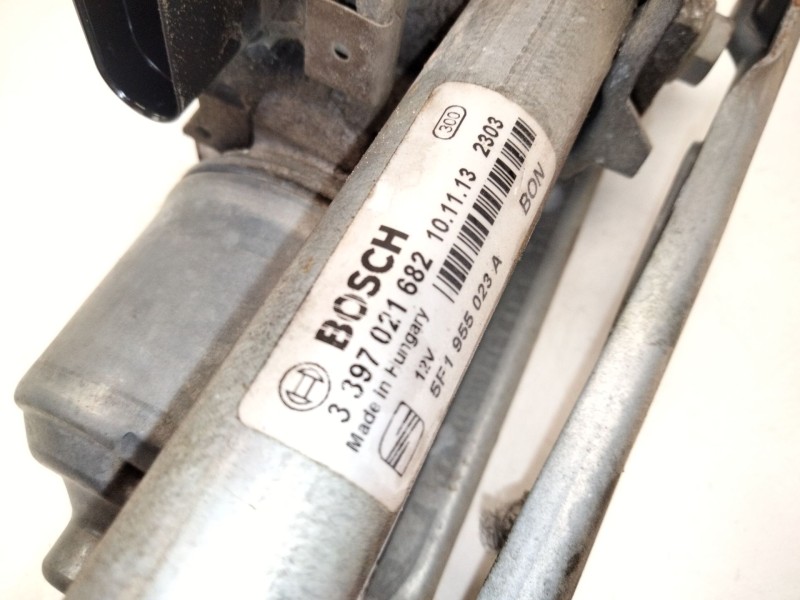 300
BOSCH
3 397 021 682 10.11.13 2303
Made in Hungary
12V
5F1 955 023 A BON